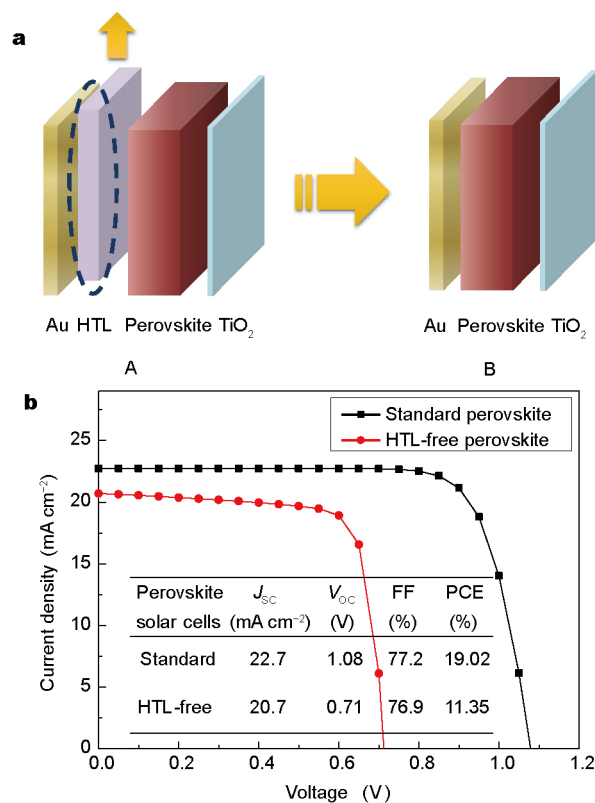 a
Au HTL Perovskite TiO₂
Au Perovskite TiO₂
A
B
b
Standard perovskite
HTL-free perovskite
Current density (mA cm⁻²)
25
20
15
10
5
0
Perovskite J_SC V_OC FF PCE
solar cells (mA cm⁻²) (V) (%) (%)
Standard 22.7 1.08 77.2 19.02
HTL-free 20.7 0.71 76.9 11.35
0.0 0.2 0.4 0.6 0.8 1.0 1.2
Voltage (V)